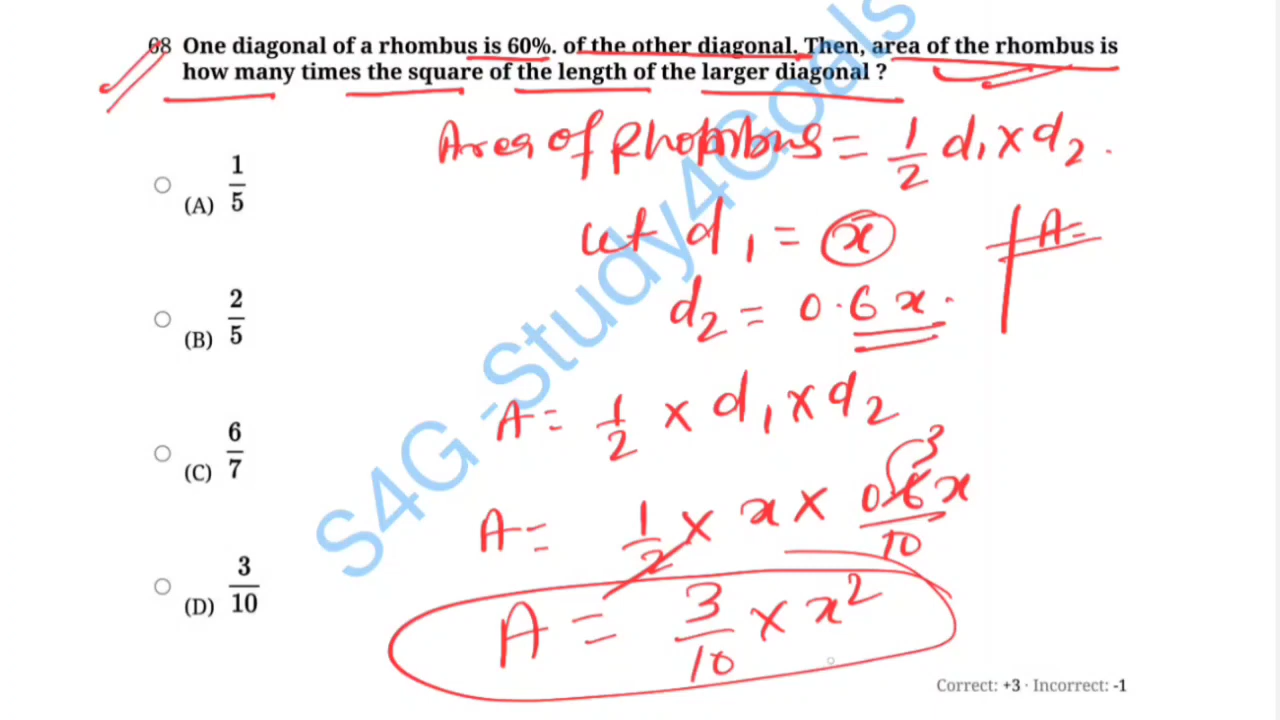 08 One diagonal of a rhombus is 60%. of the other diagonal. Then, area of the rhombus is
how many times the square of the length of the larger diagonal ?
Area of Rhombus = 1/2 d1 x d2.
(A) 1/5
let d1 = x
A =
d2 = 0.6 x.
(B) 2/5
A = 1/2 x d1 x d2
(C) 6/7
3
A = 1/2 x x x 06x/10
(D) 3/10
A = 3/10 x x²
S4G -Study4Goals
Correct: +3 · Incorrect: -1